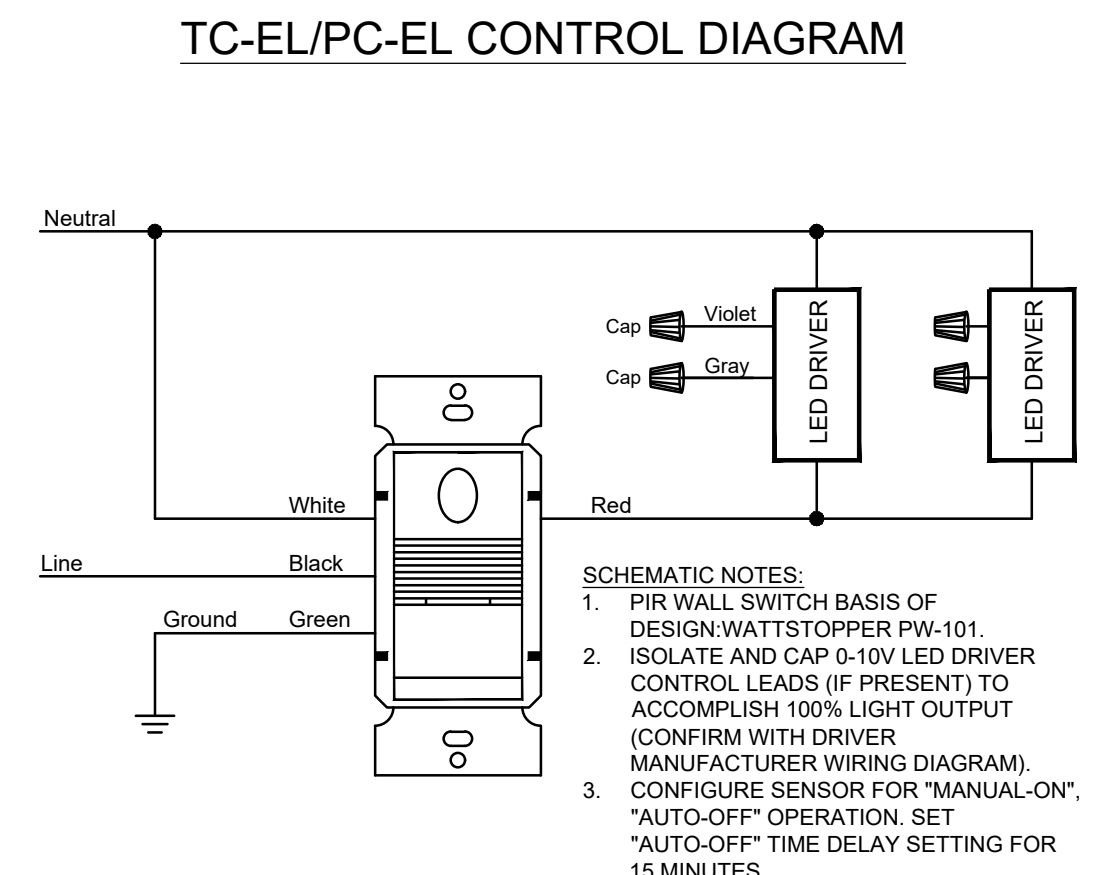 TC-EL/PC-EL CONTROL DIAGRAM
Neutral
Cap
Violet
Cap
Gray
LED DRIVER
LED DRIVER
White
Red
Line
Black
Ground
Green
SCHEMATIC NOTES:
1. PIR WALL SWITCH BASIS OF
DESIGN:WATTSTOPPER PW-101.
2. ISOLATE AND CAP 0-10V LED DRIVER
CONTROL LEADS (IF PRESENT) TO
ACCOMPLISH 100% LIGHT OUTPUT
(CONFIRM WITH DRIVER
MANUFACTURER WIRING DIAGRAM).
3. CONFIGURE SENSOR FOR "MANUAL-ON",
"AUTO-OFF" OPERATION. SET
"AUTO-OFF" TIME DELAY SETTING FOR
15 MINUTES